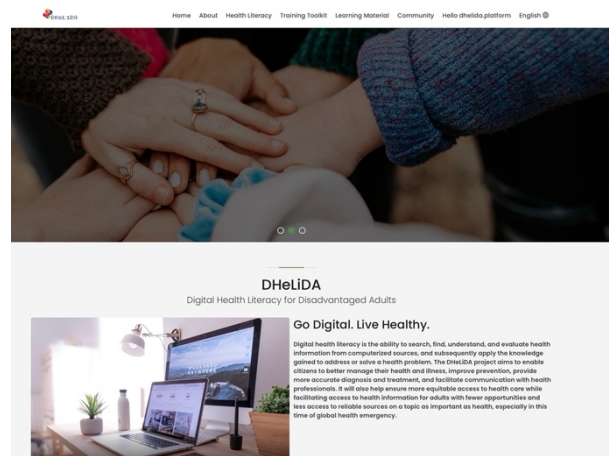 Home About Health Literacy Training Toolkit Learning Material Community Hello dhelida.platform English
DHeLiDA
Digital Health Literacy for Disadvantaged Adults
Go Digital. Live Healthy.
Digital health literacy is the ability to search, find, understand, and evaluate health
information from computerized sources, and subsequently apply the knowledge
gained to address or solve a health problem. The DHeLiDA project aims to enable
citizens to better manage their health and illness, improve prevention, provide
more accurate diagnosis and treatment, and facilitate communication with health
professionals. It will also help ensure more equitable access to health care while
facilitating access to health information for adults with fewer opportunities and
less access to reliable sources on a topic as important as health, especially in this
time of global health emergency.